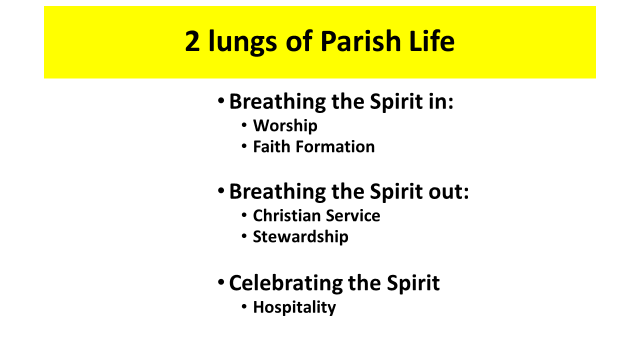 2 lungs of Parish Life
• Breathing the Spirit in:
• Worship
• Faith Formation
• Breathing the Spirit out:
• Christian Service
• Stewardship
• Celebrating the Spirit
• Hospitality